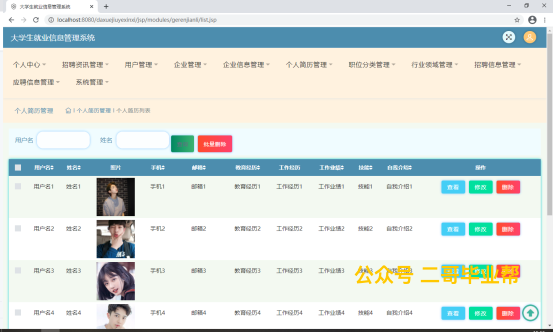 大学生就业信息管理系统
localhost:8080/daxuejiuyexinxi/jsp/modules/gerenjianli/list.jsp
大学生就业信息管理系统
个人中心 招聘资讯管理 用户管理 企业管理 企业信息管理 个人简历管理 职位分类管理 行业领域管理 招聘信息管理
应聘信息管理 系统管理
个人简历管理 / 个人简历管理 / 个人简历列表
用户名 姓名 批量删除
用户名 姓名 照片 手机 邮箱 教育经历 工作经历 工作业绩 技能 自我介绍 操作
用户名1 姓名1 手机1 邮箱1 教育经历1 工作经历1 工作业绩1 技能1 自我介绍1 查看 修改 删除
用户名2 姓名2 手机2 邮箱2 教育经历2 工作经历2 工作业绩2 技能2 自我介绍2 查看 修改 删除
用户名3 姓名3 手机3 邮箱3 教育经历3 工作经历3 工作业绩3 技能3 自我介绍3
公众号 二哥毕业帮
用户名4 姓名4 手机4 邮箱4 教育经历4 工作经历4 工作业绩4 技能4 自我介绍4 查看 修改 删除